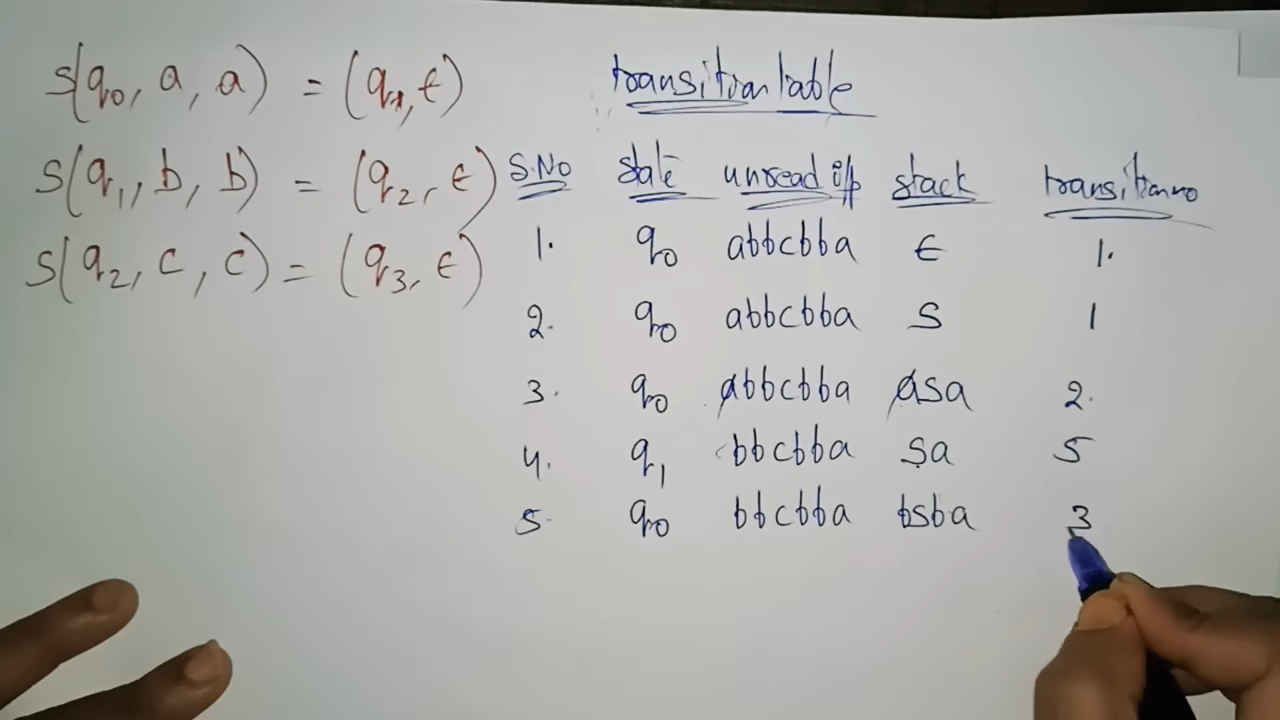 δ(q0, a, a) = (q1, ε)
δ(q1, b, b) = (q2, ε)
δ(q2, c, c) = (q3, ε)
transition table
S.No state unread i/p stack transition no
1. q0 abbcbba ε 1.
2. q0 abbcbba S 1
3. q0 abbcbba asa 2.
4. q1 bbcbba Sa 5
5. q0 bbcbba bsba 3